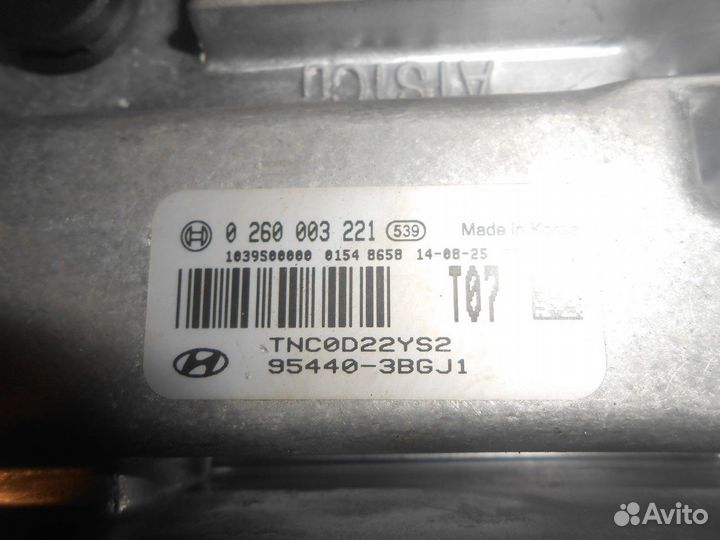 0 260 003 221 539 Made in Korea
1039S00000 0154 8658 14-08-25
T07
TNC0D22YS2
95440-3BGJ1
Avito